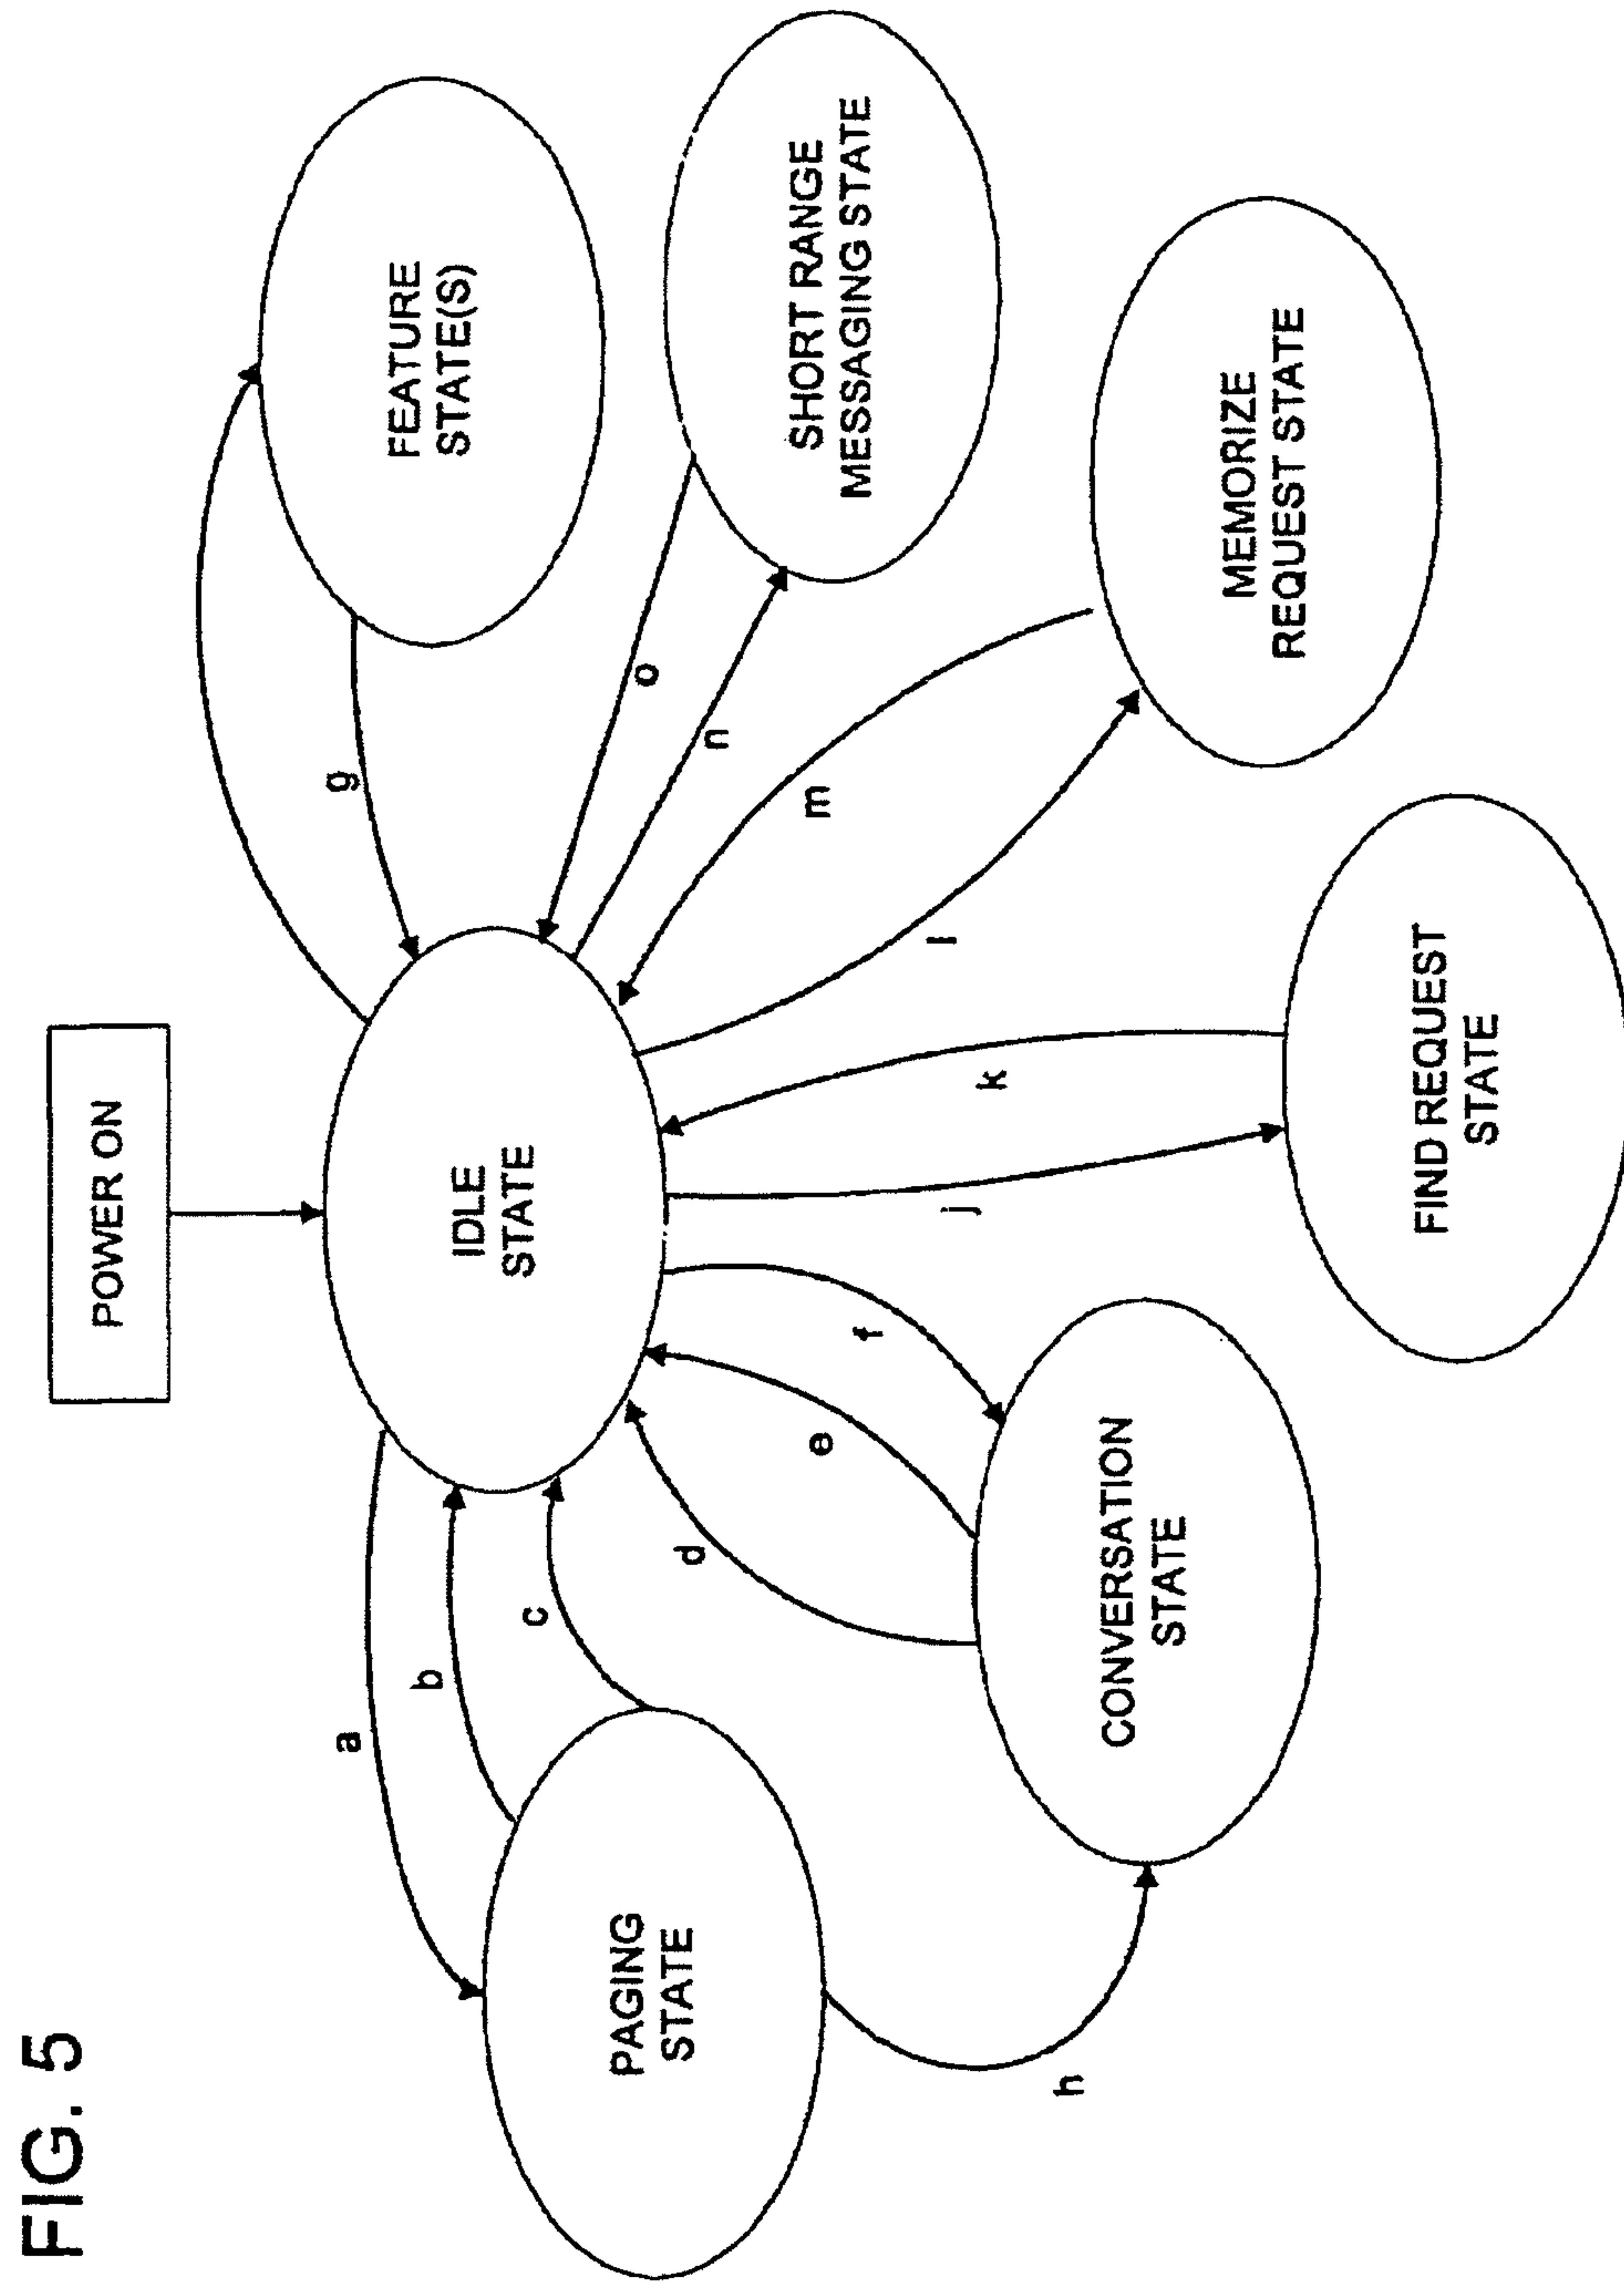 FIG. 5
POWER ON
IDLE
STATE
PAGING
STATE
CONVERSATION
STATE
FIND REQUEST
STATE
MEMORIZE
REQUEST STATE
SHORT RANGE
MESSAGING STATE
FEATURE
STATE(S)
a
b
c
d
e
f
g
h
j
k
l
m
n
o